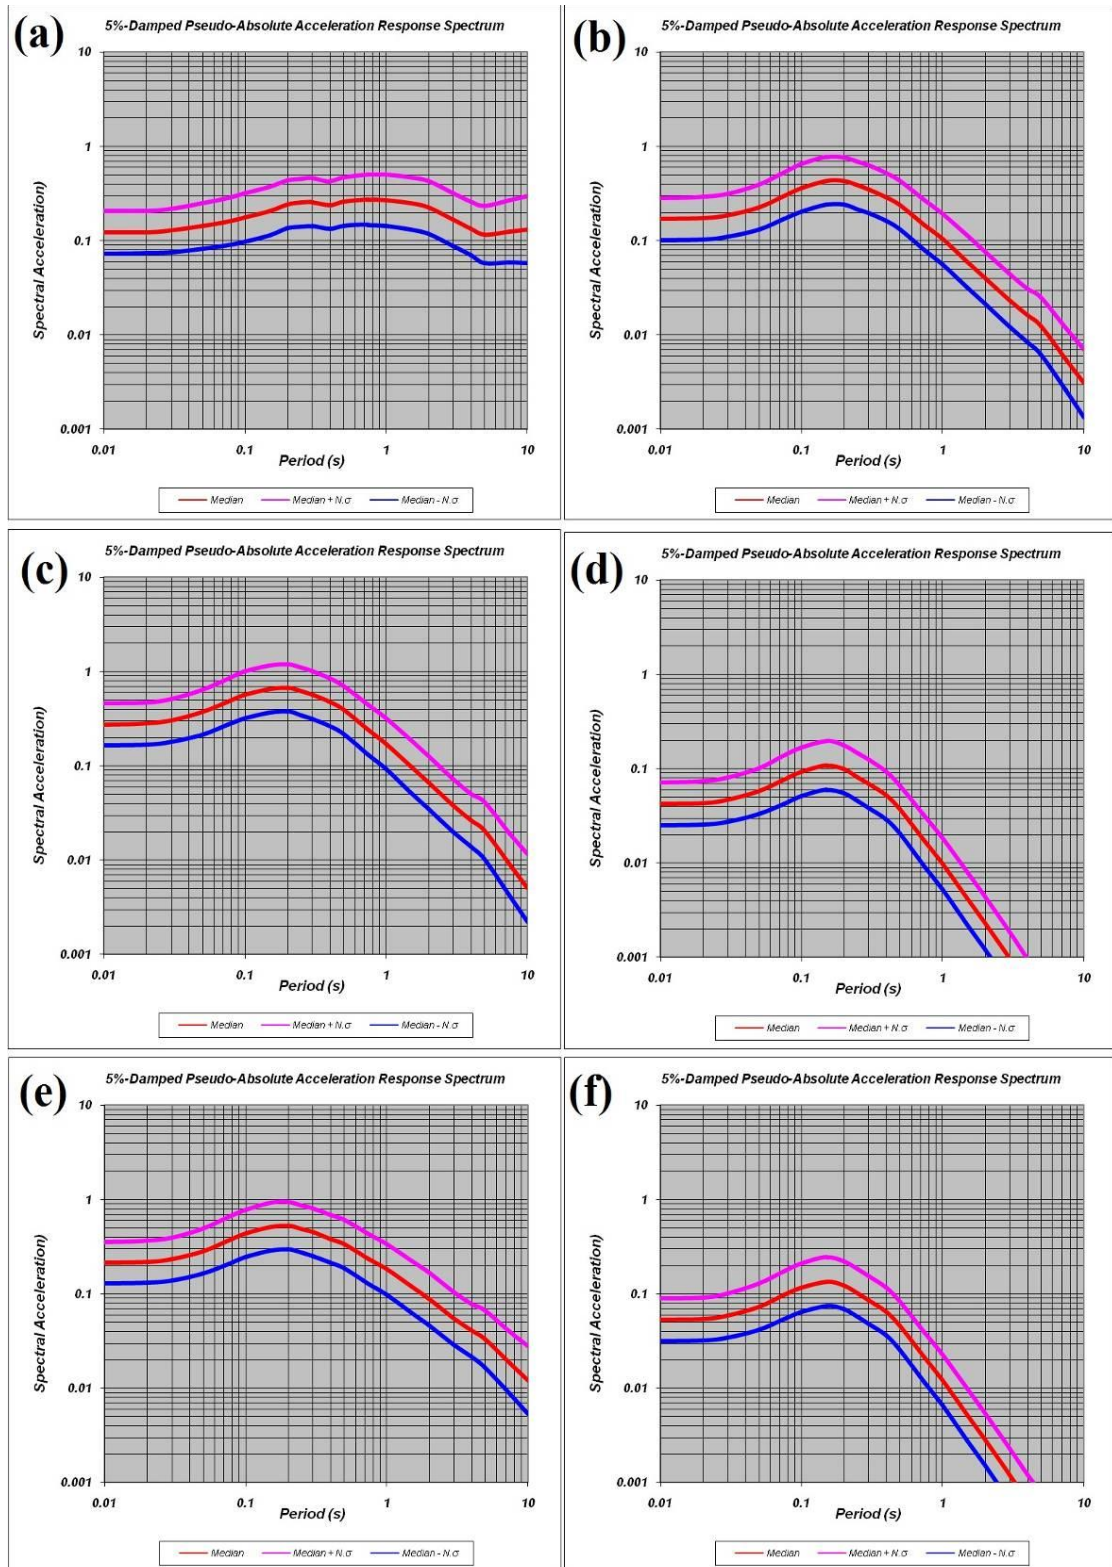 (a)
5%-Damped Pseudo-Absolute Acceleration Response Spectrum
10
1
0.1
0.01
0.001
Spectral Acceleration)
0.01 0.1 1 10
Period (s)
Median Median + N.σ Median - N.σ
(b)
5%-Damped Pseudo-Absolute Acceleration Response Spectrum
10
1
0.1
0.01
0.001
Spectral Acceleration)
0.01 0.1 1 10
Period (s)
Median Median + N.σ Median - N.σ
(c)
5%-Damped Pseudo-Absolute Acceleration Response Spectrum
10
1
0.1
0.01
0.001
Spectral Acceleration)
0.01 0.1 1 10
Period (s)
Median Median + N.σ Median - N.σ
(d)
5%-Damped Pseudo-Absolute Acceleration Response Spectrum
10
1
0.1
0.01
0.001
Spectral Acceleration)
0.01 0.1 1 10
Period (s)
Median Median + N.σ Median - N.σ
(e)
5%-Damped Pseudo-Absolute Acceleration Response Spectrum
10
1
0.1
0.01
0.001
Spectral Acceleration)
0.01 0.1 1 10
Period (s)
Median Median + N.σ Median - N.σ
(f)
5%-Damped Pseudo-Absolute Acceleration Response Spectrum
10
1
0.1
0.01
0.001
Spectral Acceleration)
0.01 0.1 1 10
Period (s)
Median Median + N.σ Median - N.σ